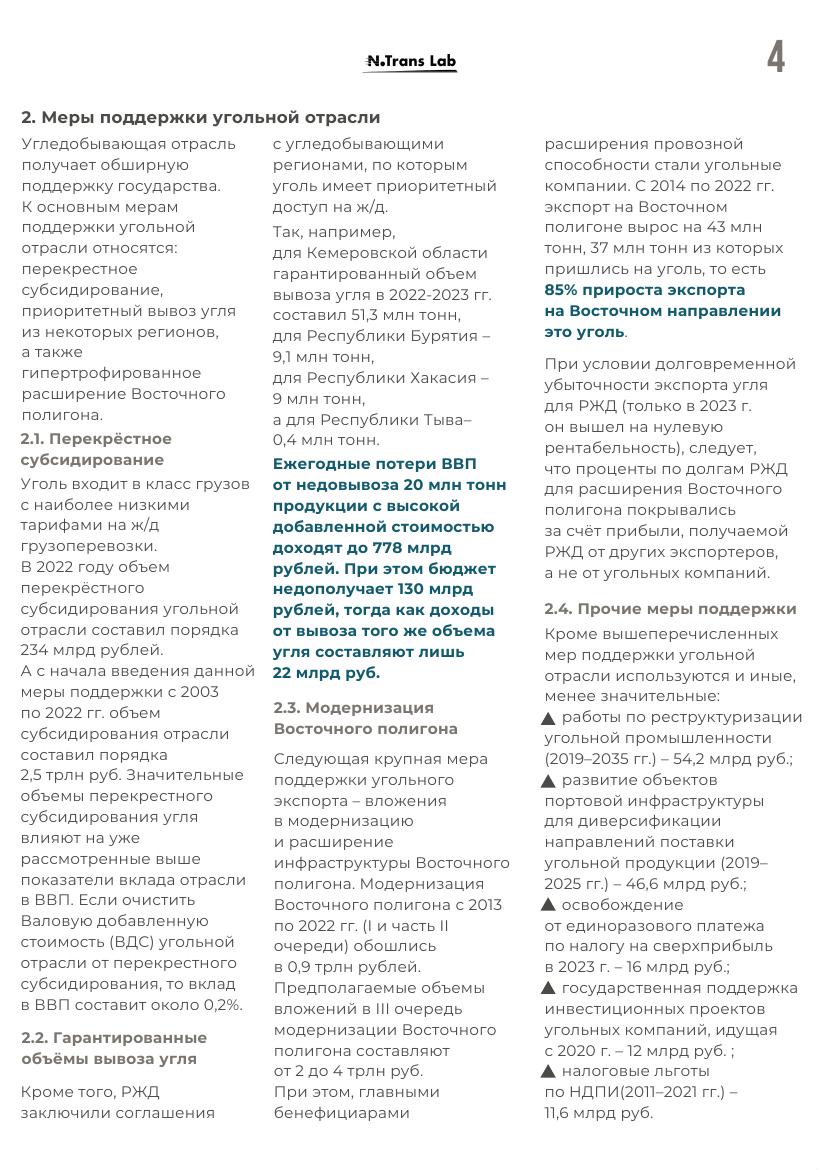 N.Trans Lab
4
2. Меры поддержки угольной отрасли
Угледобывающая отрасль
получает обширную
поддержку государства.
К основным мерам
поддержки угольной
отрасли относятся:
перекрестное
субсидирование,
приоритетный вывоз угля
из некоторых регионов,
а также
гипертрофированное
расширение Восточного
полигона.
2.1. Перекрёстное
субсидирование
Уголь входит в класс грузов
с наиболее низкими
тарифами на ж/д
грузоперевозки.
В 2022 году объем
перекрёстного
субсидирования угольной
отрасли составил порядка
234 млрд рублей.
А с начала введения данной
меры поддержки с 2003
по 2022 гг. объем
субсидирования отрасли
составил порядка
2,5 трлн руб. Значительные
объемы перекрестного
субсидирования угля
влияют на уже
рассмотренные выше
показатели вклада отрасли
в ВВП. Если очистить
Валовую добавленную
стоимость (ВДС) угольной
отрасли от перекрестного
субсидирования, то вклад
в ВВП составит около 0,2%.
2.2. Гарантированные
объёмы вывоза угля
Кроме того, РЖД
заключили соглашения
с угледобывающими
регионами, по которым
уголь имеет приоритетный
доступ на ж/д.
Так, например,
для Кемеровской области
гарантированный объем
вывоза угля в 2022-2023 гг.
составил 51,3 млн тонн,
для Республики Бурятия –
9,1 млн тонн,
для Республики Хакасия –
9 млн тонн,
а для Республики Тыва–
0,4 млн тонн.
Ежегодные потери ВВП
от недовывоза 20 млн тонн
продукции с высокой
добавленной стоимостью
доходят до 778 млрд
рублей. При этом бюджет
недополучает 130 млрд
рублей, тогда как доходы
от вывоза того же объема
угля составляют лишь
22 млрд руб.
2.3. Модернизация
Восточного полигона
Следующая крупная мера
поддержки угольного
экспорта – вложения
в модернизацию
и расширение
инфраструктуры Восточного
полигона. Модернизация
Восточного полигона с 2013
по 2022 гг. (I и часть II
очереди) обошлись
в 0,9 трлн рублей.
Предполагаемые объемы
вложений в III очередь
модернизации Восточного
полигона составляют
от 2 до 4 трлн руб.
При этом, главными
бенефициарами
расширения провозной
способности стали угольные
компании. С 2014 по 2022 гг.
экспорт на Восточном
полигоне вырос на 43 млн
тонн, 37 млн тонн из которых
пришлись на уголь, то есть
85% прироста экспорта
на Восточном направлении
это уголь.
При условии долговременной
убыточности экспорта угля
для РЖД (только в 2023 г.
он вышел на нулевую
рентабельность), следует,
что проценты по долгам РЖД
для расширения Восточного
полигона покрывались
за счёт прибыли, получаемой
РЖД от других экспортеров,
а не от угольных компаний.
2.4. Прочие меры поддержки
Кроме вышеперечисленных
мер поддержки угольной
отрасли используются и иные,
менее значительные:
▲ работы по реструктуризации
угольной промышленности
(2019–2035 гг.) – 54,2 млрд руб.;
▲ развитие объектов
портовой инфраструктуры
для диверсификации
направлений поставки
угольной продукции (2019–
2025 гг.) – 46,6 млрд руб.;
▲ освобождение
от единоразового платежа
по налогу на сверхприбыль
в 2023 г. – 16 млрд руб.;
▲ государственная поддержка
инвестиционных проектов
угольных компаний, идущая
с 2020 г. – 12 млрд руб. ;
▲ налоговые льготы
по НДПИ(2011–2021 гг.) –
11,6 млрд руб.